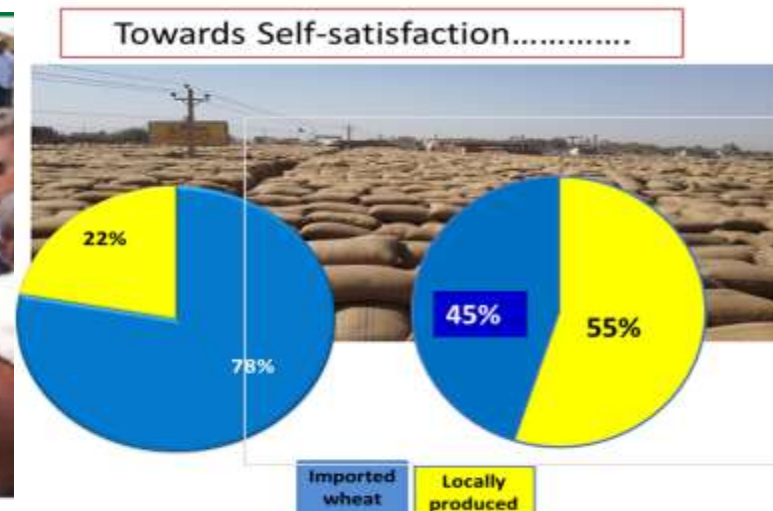 Towards Self-satisfaction.............
22%
78%
45%
55%
Imported
wheat
Locally
produced